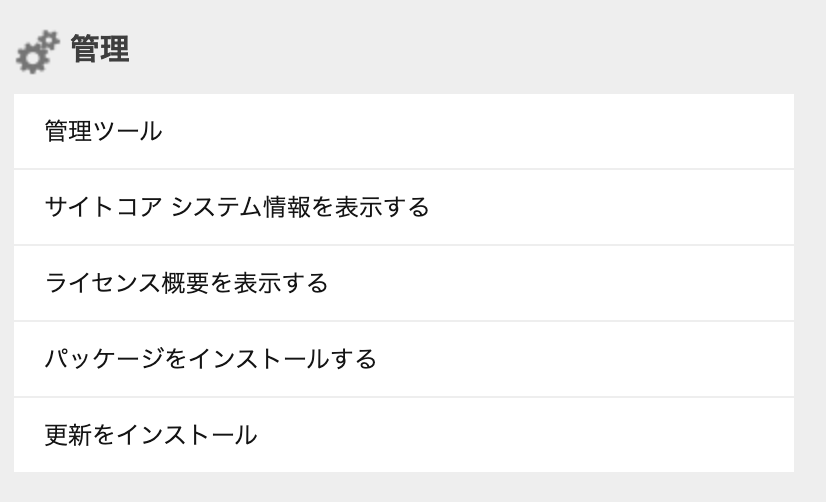 管理
管理ツール
サイトコア システム情報を表示する
ライセンス概要を表示する
パッケージをインストールする
更新をインストール